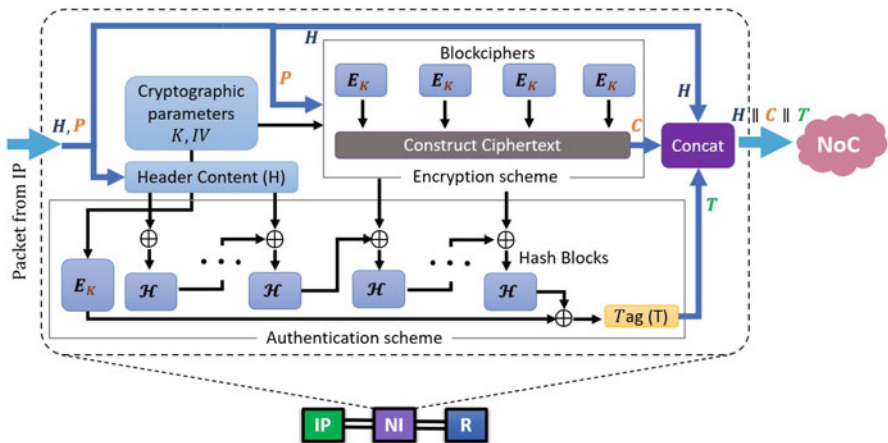 H
Blockciphers
P
E_K E_K E_K E_K
Cryptographic
parameters
K, IV
H
H, P
C
H ∥ C ∥ T
Construct Ciphertext
Concat
NoC
Header Content (H)
Encryption scheme
T
Packet from IP
⊕ ... ⊕ ⊕ ... ⊕
Hash Blocks
E_K ℋ ℋ ℋ ℋ
⊕
Tag (T)
Authentication scheme
IP NI R